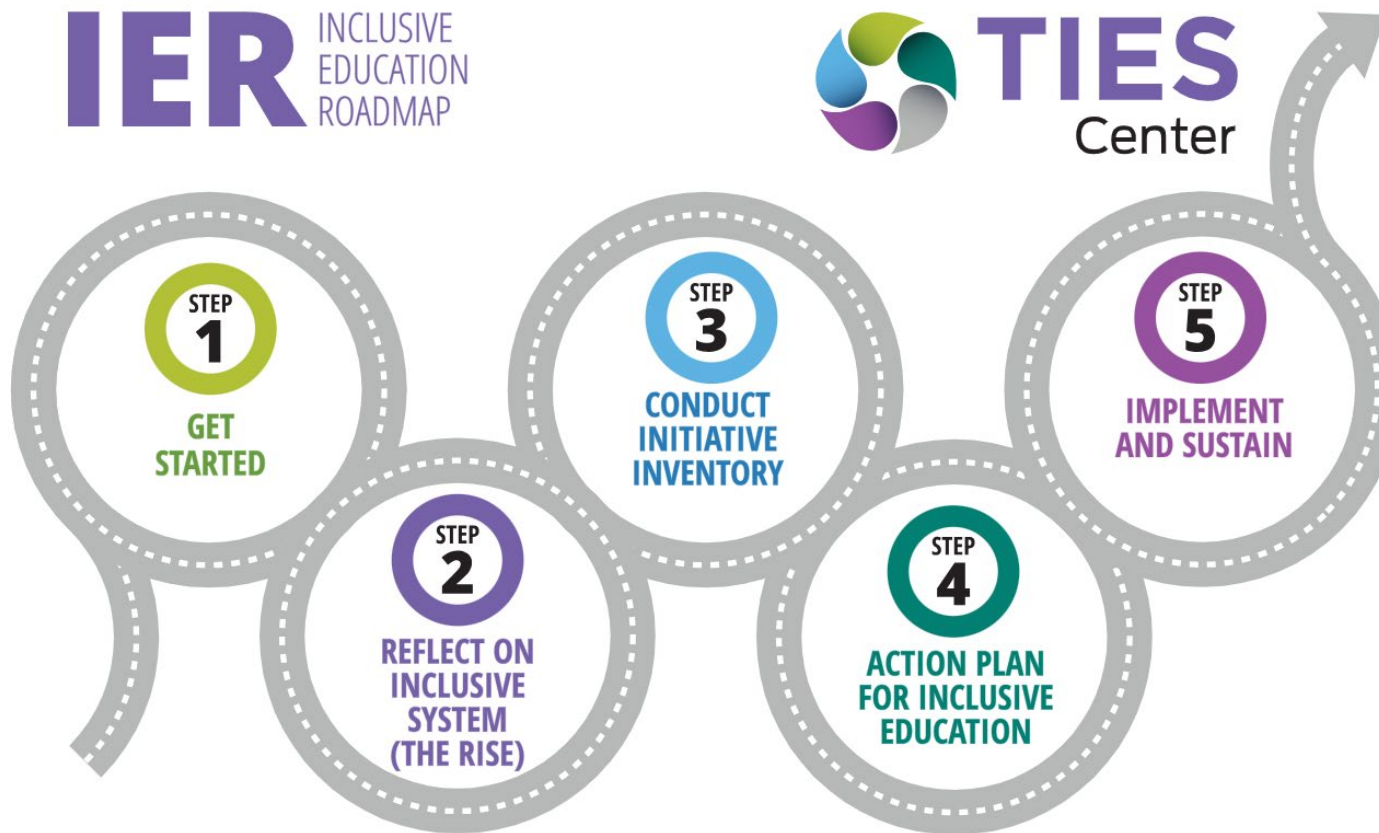 IER
INCLUSIVE
EDUCATION
ROADMAP
TIES
Center
STEP
1
GET
STARTED
STEP
2
REFLECT ON
INCLUSIVE
SYSTEM
(THE RISE)
STEP
3
CONDUCT
INITIATIVE
INVENTORY
STEP
4
ACTION PLAN
FOR INCLUSIVE
EDUCATION
STEP
5
IMPLEMENT
AND SUSTAIN